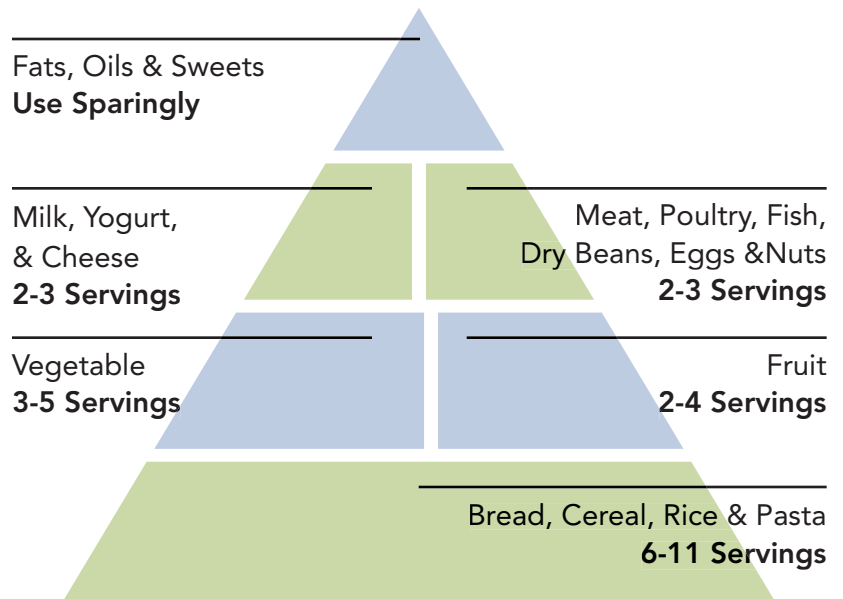 Fats, Oils & Sweets
Use Sparingly
Milk, Yogurt,
& Cheese
2-3 Servings
Meat, Poultry, Fish,
Dry Beans, Eggs &Nuts
2-3 Servings
Vegetable
3-5 Servings
Fruit
2-4 Servings
Bread, Cereal, Rice & Pasta
6-11 Servings